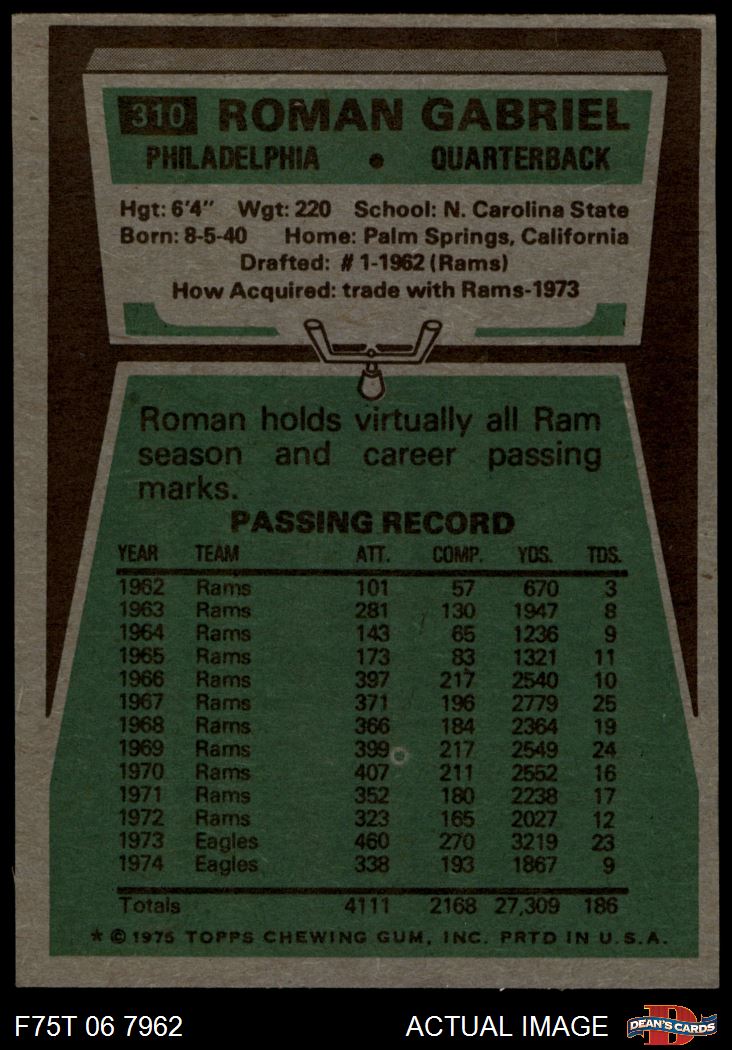 310 ROMAN GABRIEL
PHILADELPHIA • QUARTERBACK
Hgt: 6'4" Wgt: 220 School: N. Carolina State
Born: 8-5-40 Home: Palm Springs, California
Drafted: #1-1962 (Rams)
How Acquired: trade with Rams-1973
Roman holds virtually all Ram
season and career passing
marks.
PASSING RECORD
YEAR TEAM ATT. COMP. YDS. TDS.
1962 Rams 101 57 670 3
1963 Rams 281 130 1947 8
1964 Rams 143 65 1236 9
1965 Rams 173 83 1321 11
1966 Rams 397 217 2540 10
1967 Rams 371 196 2779 25
1968 Rams 366 184 2364 19
1969 Rams 399 217 2549 24
1970 Rams 407 211 2552 16
1971 Rams 352 180 2238 17
1972 Rams 323 165 2027 12
1973 Eagles 460 270 3219 23
1974 Eagles 338 193 1867 9
Totals 4111 2168 27,309 186
* © 1975 TOPPS CHEWING GUM, INC. PRTD IN U.S.A.
F75T 06 7962 ACTUAL IMAGE D DEAN'S CARDS